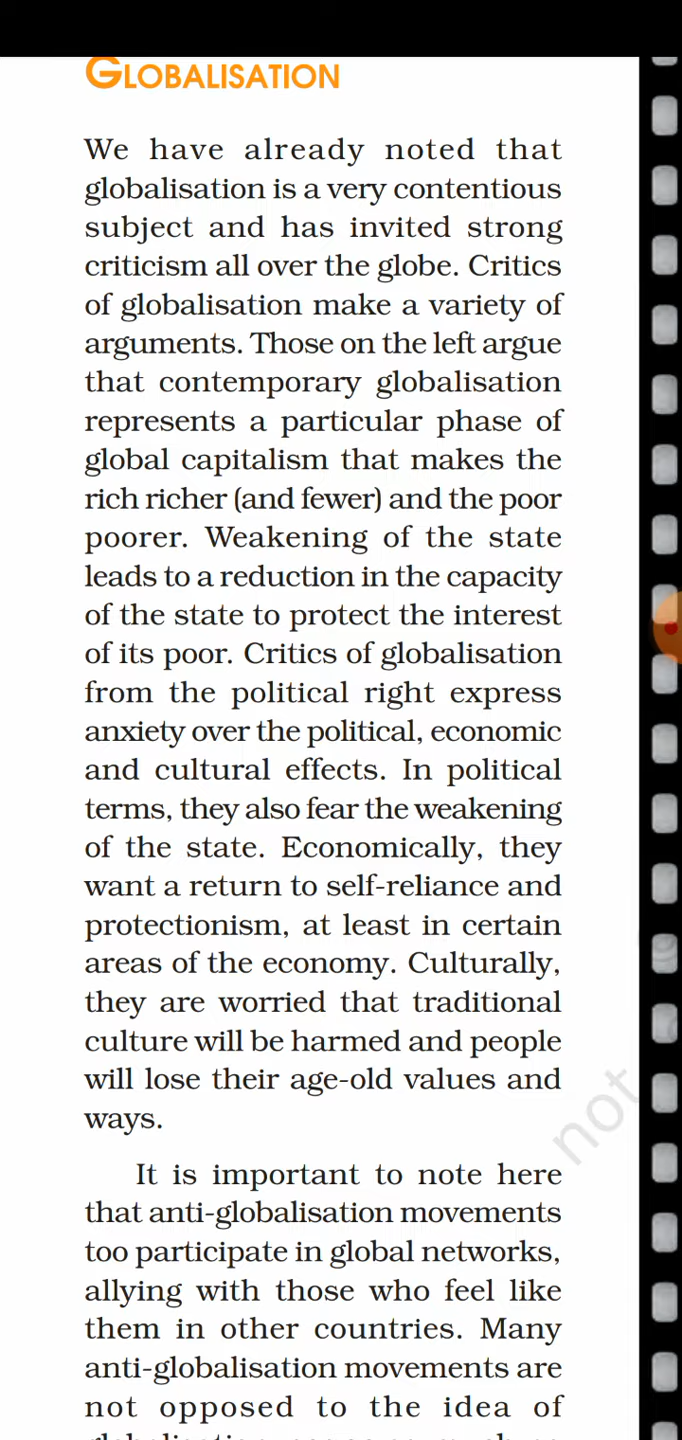 GLOBALISATION
We have already noted that
globalisation is a very contentious
subject and has invited strong
criticism all over the globe. Critics
of globalisation make a variety of
arguments. Those on the left argue
that contemporary globalisation
represents a particular phase of
global capitalism that makes the
rich richer (and fewer) and the poor
poorer. Weakening of the state
leads to a reduction in the capacity
of the state to protect the interest
of its poor. Critics of globalisation
from the political right express
anxiety over the political, economic
and cultural effects. In political
terms, they also fear the weakening
of the state. Economically, they
want a return to self-reliance and
protectionism, at least in certain
areas of the economy. Culturally,
they are worried that traditional
culture will be harmed and people
will lose their age-old values and
ways.
not
It is important to note here
that anti-globalisation movements
too participate in global networks,
allying with those who feel like
them in other countries. Many
anti-globalisation movements are
not opposed to the idea of